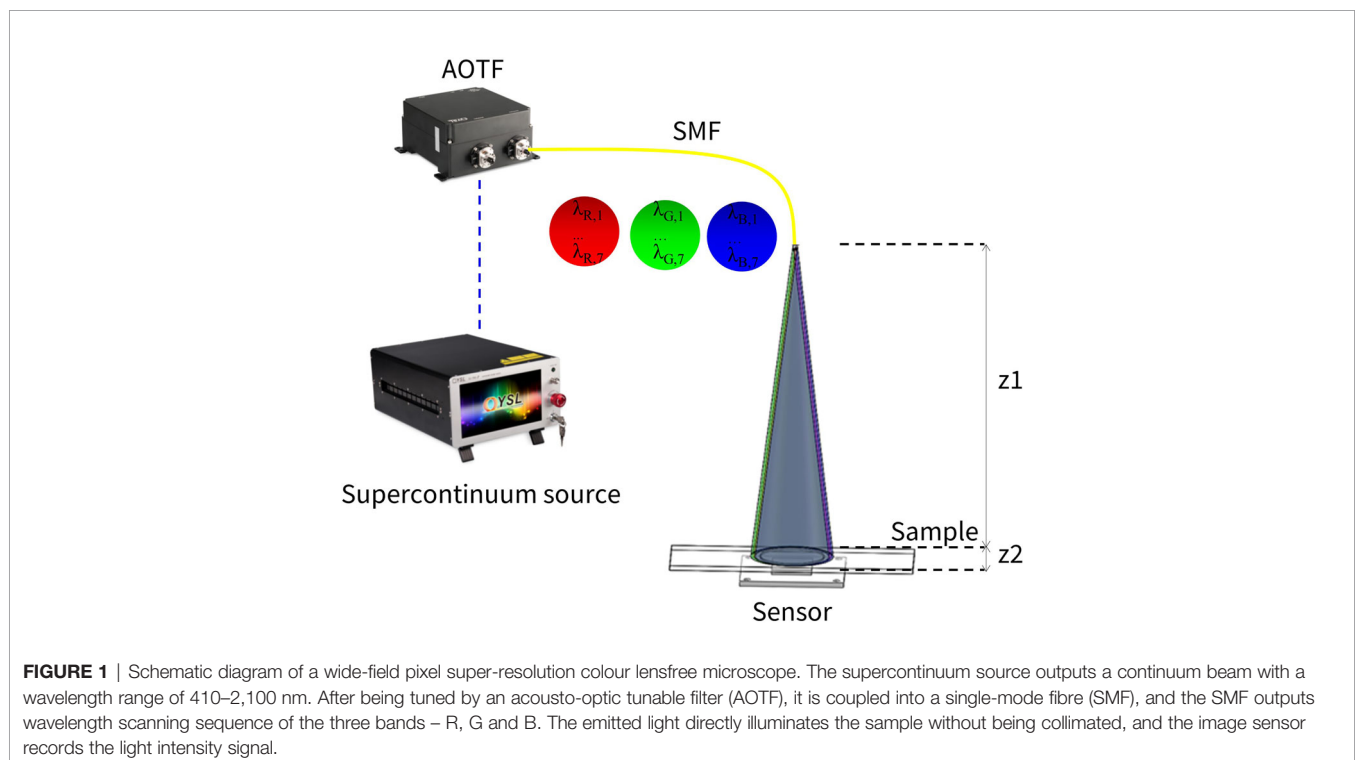 AOTF
SMF
λR,1
...
λR,7
λG,1
...
λG,7
λB,1
...
λB,7
z1
YSL
Supercontinuum source
Sample
z2
Sensor
FIGURE 1 | Schematic diagram of a wide-field pixel super-resolution colour lensfree microscope. The supercontinuum source outputs a continuum beam with a
wavelength range of 410–2,100 nm. After being tuned by an acousto-optic tunable filter (AOTF), it is coupled into a single-mode fibre (SMF), and the SMF outputs
wavelength scanning sequence of the three bands – R, G and B. The emitted light directly illuminates the sample without being collimated, and the image sensor
records the light intensity signal.